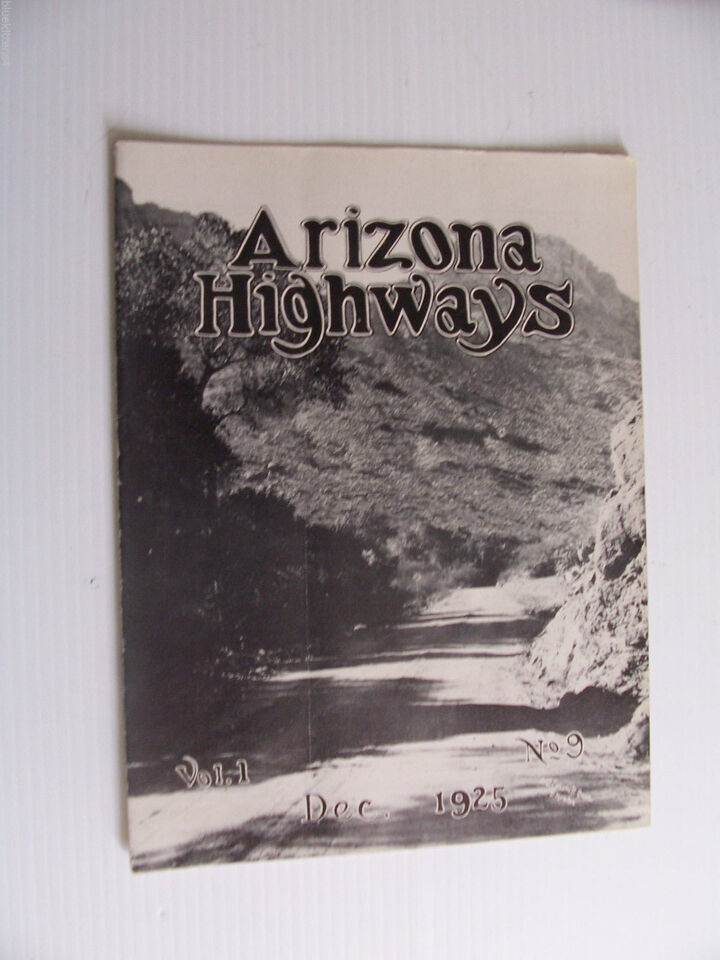 Arizona
Highways
Vol. 1
No 9
Dec. 1925